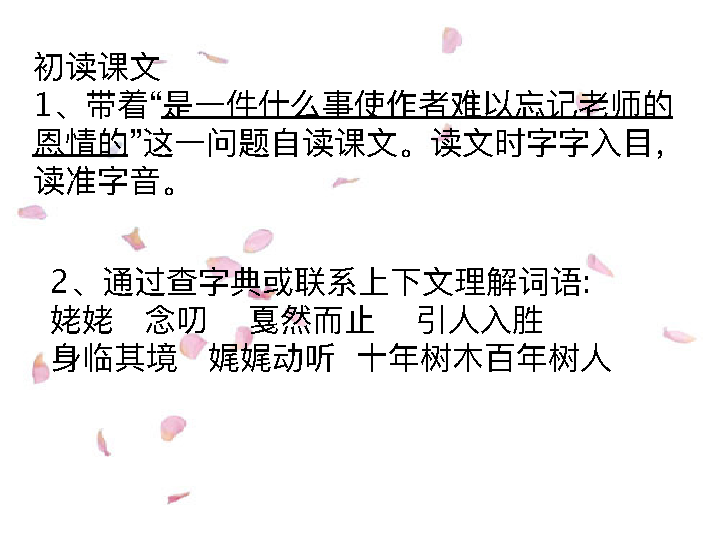 初读课文
1、带着“是一件什么事使作者难以忘记老师的
恩情的”这一问题自读课文。读文时字字入目，
读准字音。
2、通过查字典或联系上下文理解词语:
姥姥 念叨 戛然而止 引人入胜
身临其境 娓娓动听 十年树木百年树人